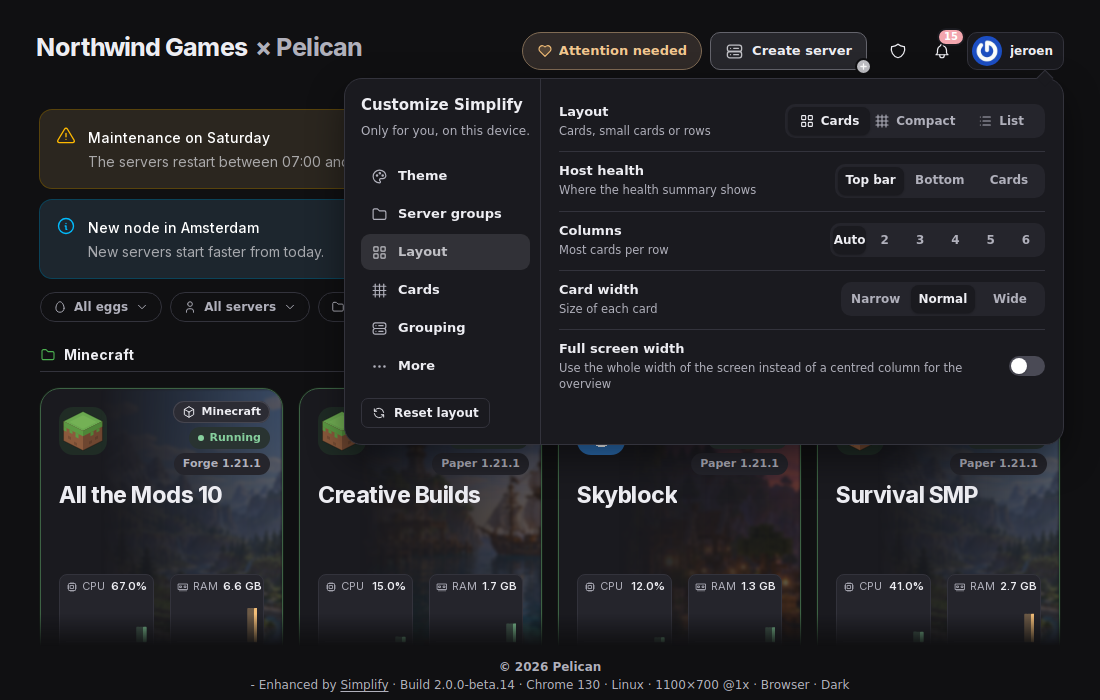 Northwind Games × Pelican
Attention needed
Create server
15
jeroen
Maintenance on Saturday
The servers restart between 07:00 and
New node in Amsterdam
New servers start faster from today.
All eggs
All servers
Minecraft
Customize Simplify
Only for you, on this device.
Theme
Server groups
Layout
Cards
Grouping
More
Reset layout
Layout
Cards, small cards or rows
Cards
Compact
List
Host health
Where the health summary shows
Top bar
Bottom
Cards
Columns
Most cards per row
Auto 2 3 4 5 6
Card width
Size of each card
Narrow
Normal
Wide
Full screen width
Use the whole width of the screen instead of a centred column for the
overview
Minecraft
Running
Forge 1.21.1
All the Mods 10
CPU 67.0%
RAM 6.6 GB
Paper 1.21.1
Creative Builds
CPU 15.0%
RAM 1.7 GB
Paper 1.21.1
Skyblock
CPU 12.0%
RAM 1.3 GB
Paper 1.21.1
Survival SMP
CPU 41.0%
RAM 2.7 GB
© 2026 Pelican
- Enhanced by Simplify · Build 2.0.0-beta.14 · Chrome 130 · Linux · 1100×700 @1x · Browser · Dark